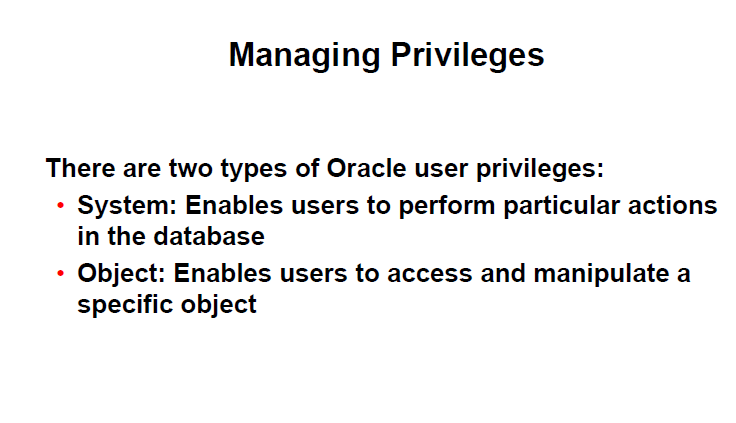 Managing Privileges
There are two types of Oracle user privileges:
• System: Enables users to perform particular actions
in the database
• Object: Enables users to access and manipulate a
specific object